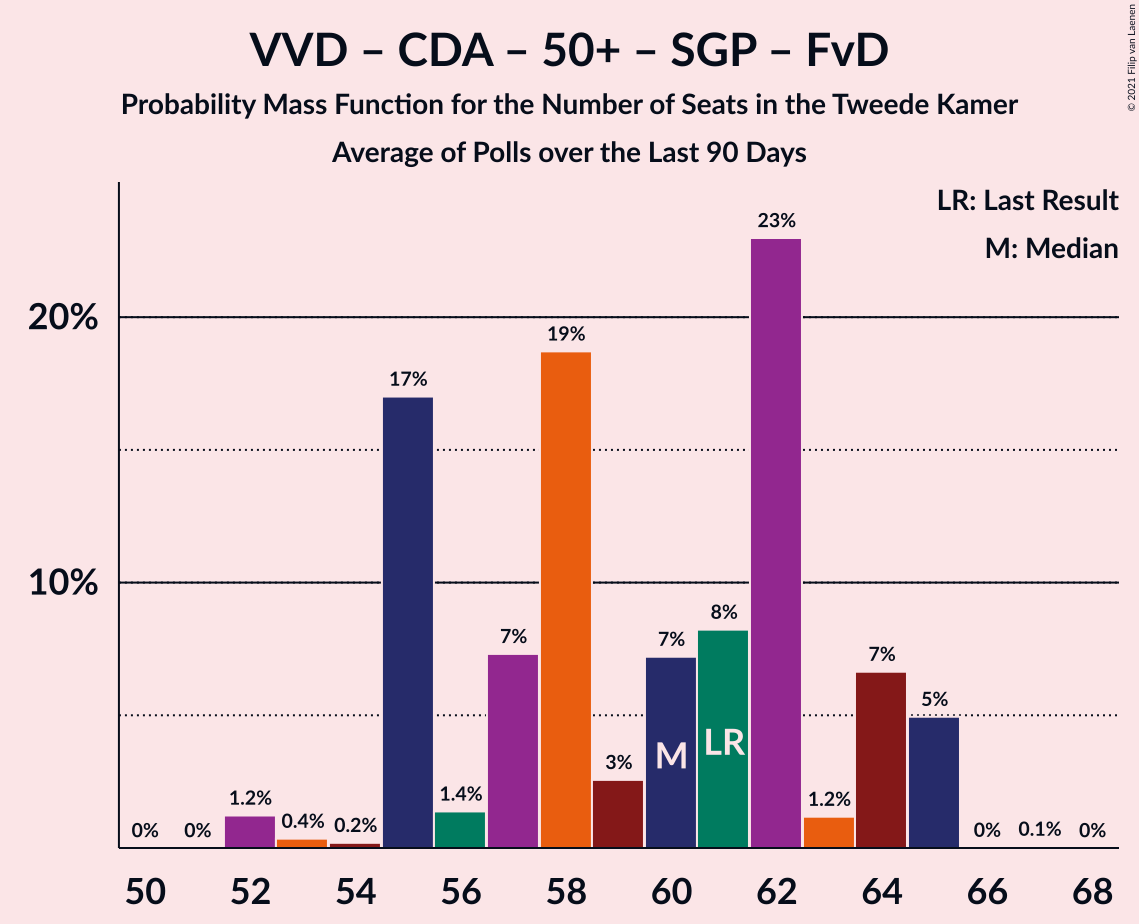 VVD – CDA – 50+ – SGP – FvD
Probability Mass Function for the Number of Seats in the Tweede Kamer
Average of Polls over the Last 90 Days
© 2021 Filip van Laenen
LR: Last Result
M: Median
20%
10%
0%
0%
1.2%
0.4%
0.2%
17%
1.4%
7%
19%
3%
7%
8%
23%
1.2%
7%
5%
0%
0.1%
0%
M
LR
50 52 54 56 58 60 62 64 66 68